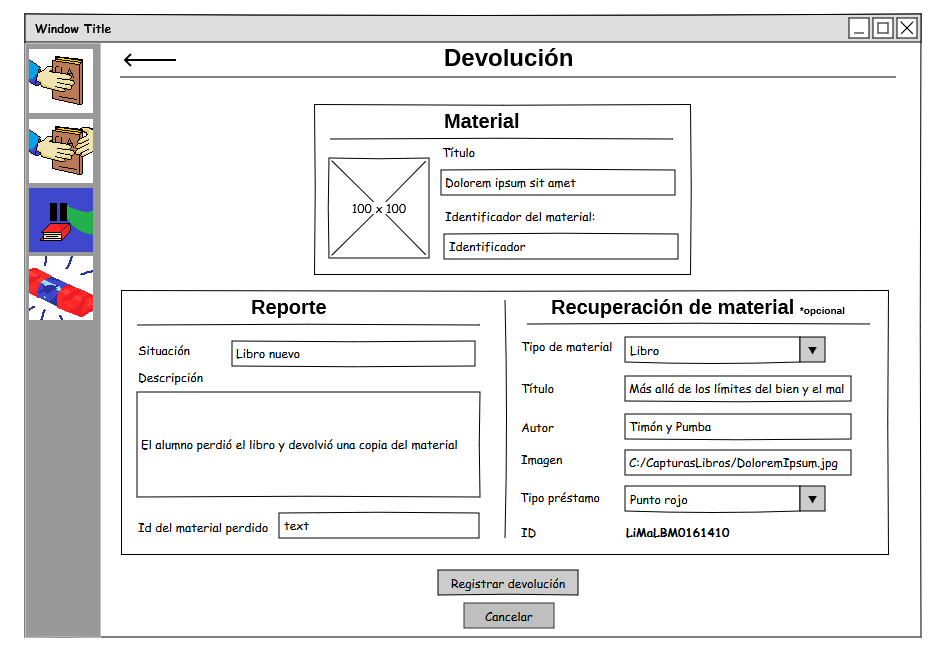 Window Title
Devolución
Material
Título
100 x 100
Dolorem ipsum sit amet
Identificador del material:
Identificador
Reporte
Situación
Libro nuevo
Descripción
El alumno perdió el libro y devolvió una copia del material
Id del material perdido
text
Recuperación de material *opcional
Tipo de material
Libro
Título
Más allá de los límites del bien y el mal
Autor
Timón y Pumba
Imagen
C:/CapturasLibros/DoloremIpsum.jpg
Tipo préstamo
Punto rojo
ID
LiMaLBM0161410
Registrar devolución
Cancelar